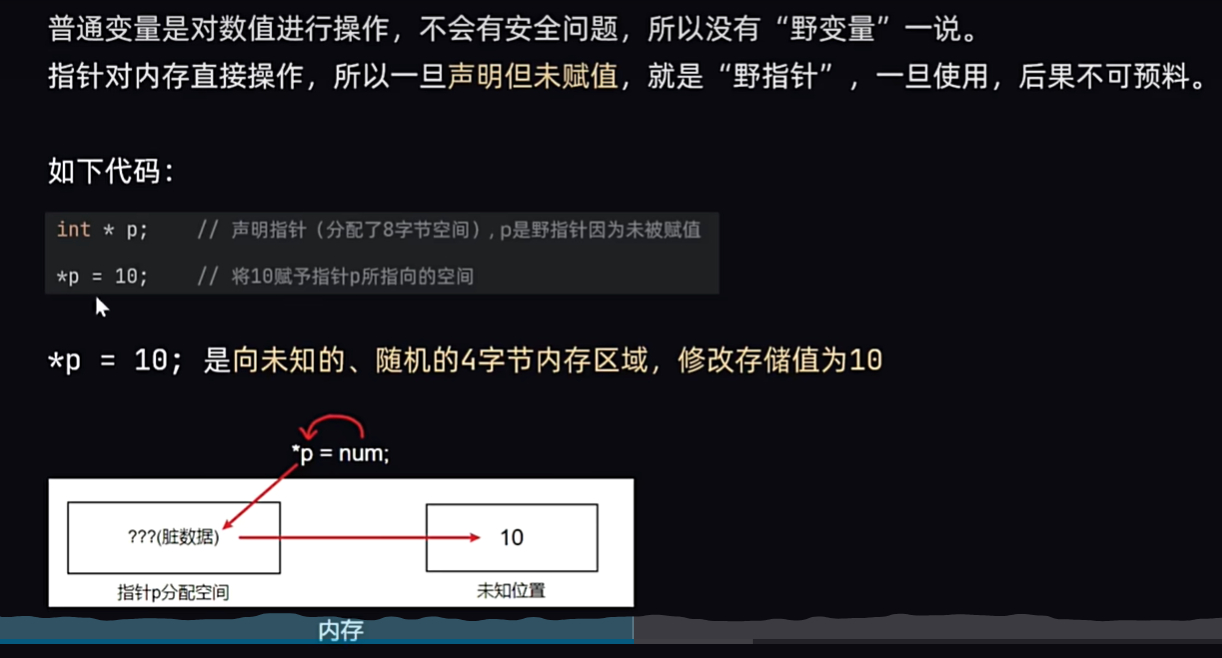 普通变量是对数值进行操作，不会有安全问题，所以没有“野变量”一说。
指针对内存直接操作，所以一旦声明但未赋值，就是“野指针”，一旦使用，后果不可预料。
如下代码：
int * p;    // 声明指针（分配了8字节空间）,p是野指针因为未被赋值
*p = 10;    // 将10赋予指针p所指向的空间
*p = 10; 是向未知的、随机的4字节内存区域，修改存储值为10
*p = num;
???(脏数据)
10
指针p分配空间
未知位置
内存